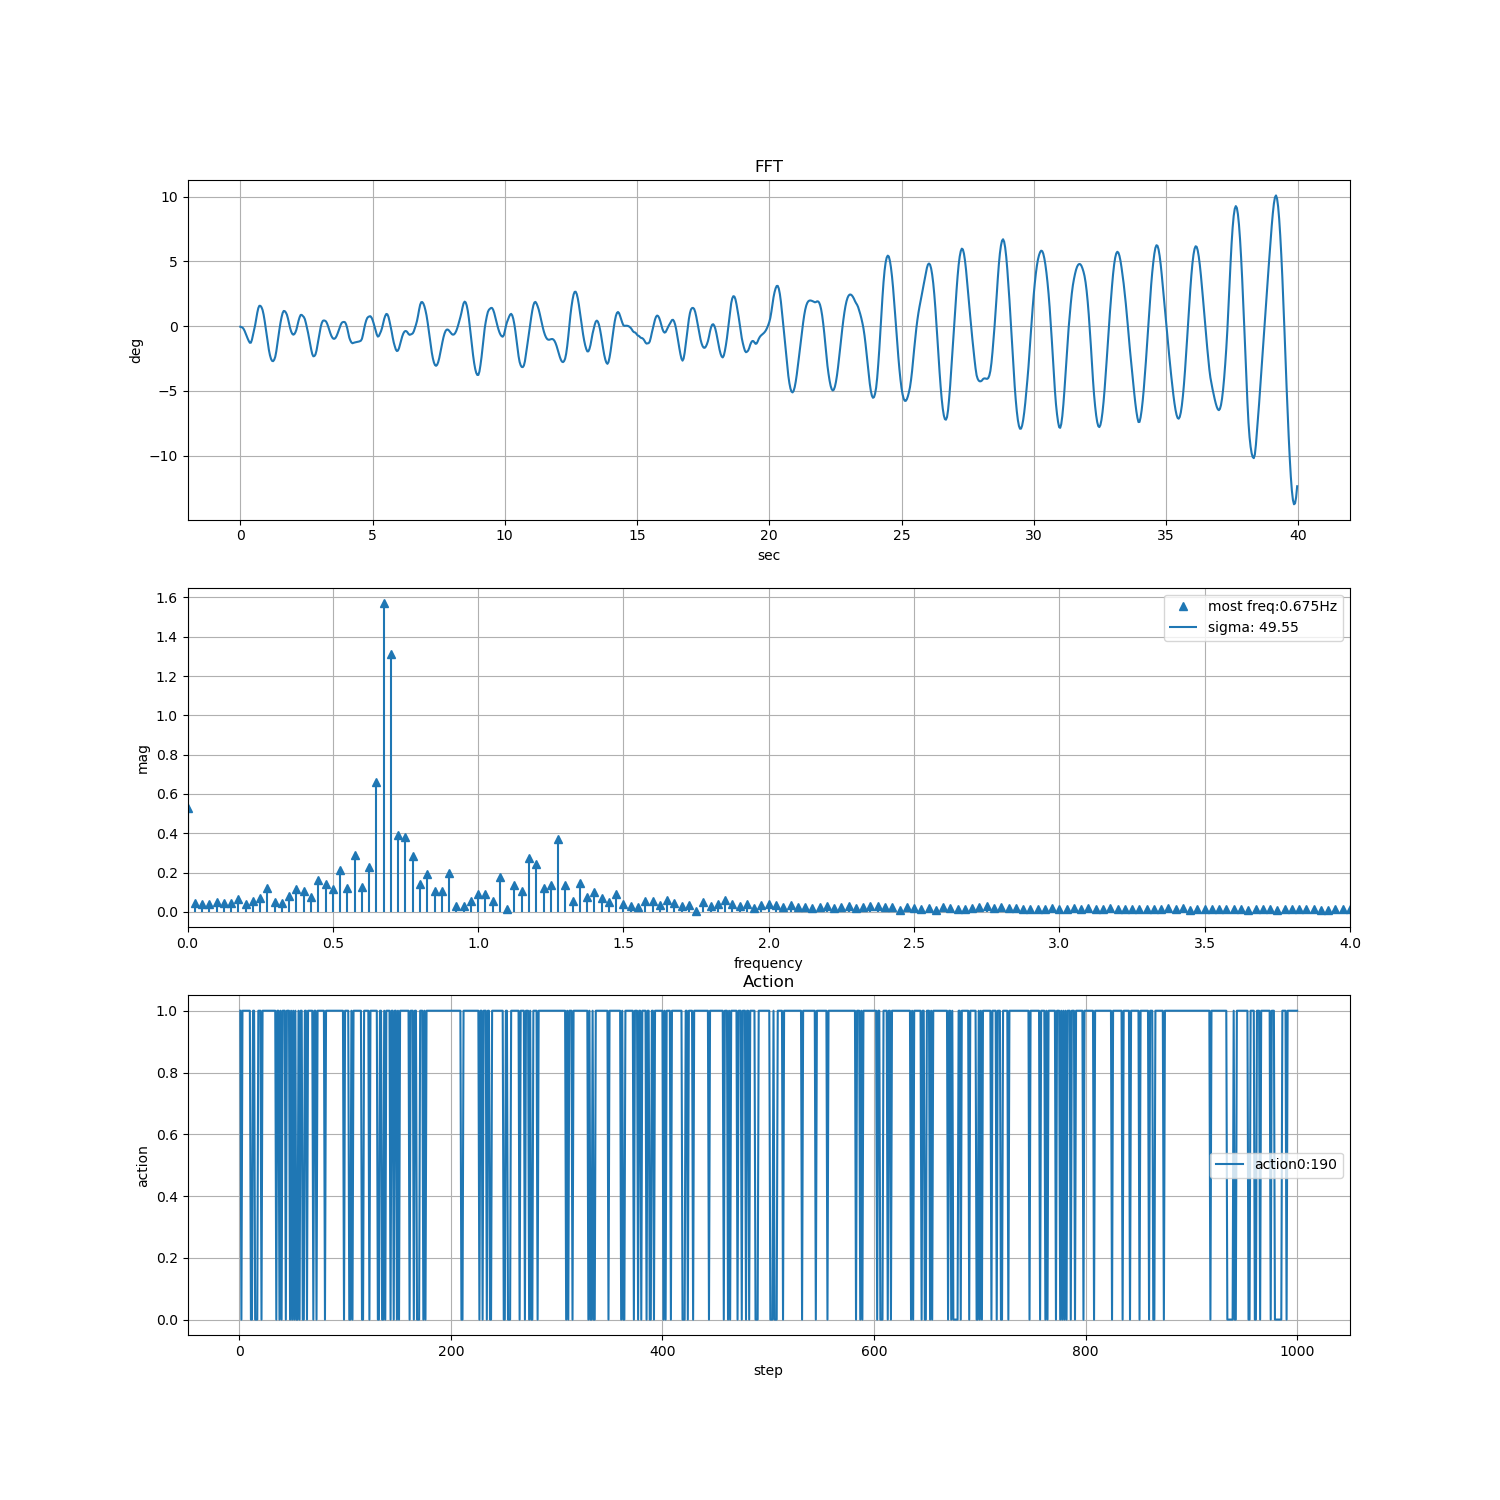 FFT
10
5
0
−5
−10
deg
0 5 10 15 20 25 30 35 40
sec
1.6
1.4
1.2
1.0
0.8
0.6
0.4
0.2
0.0
mag
most freq:0.675Hz
sigma: 49.55
0.0 0.5 1.0 1.5 2.0 2.5 3.0 3.5 4.0
frequency
Action
1.0
0.8
0.6
0.4
0.2
0.0
action
action0:190
0 200 400 600 800 1000
step